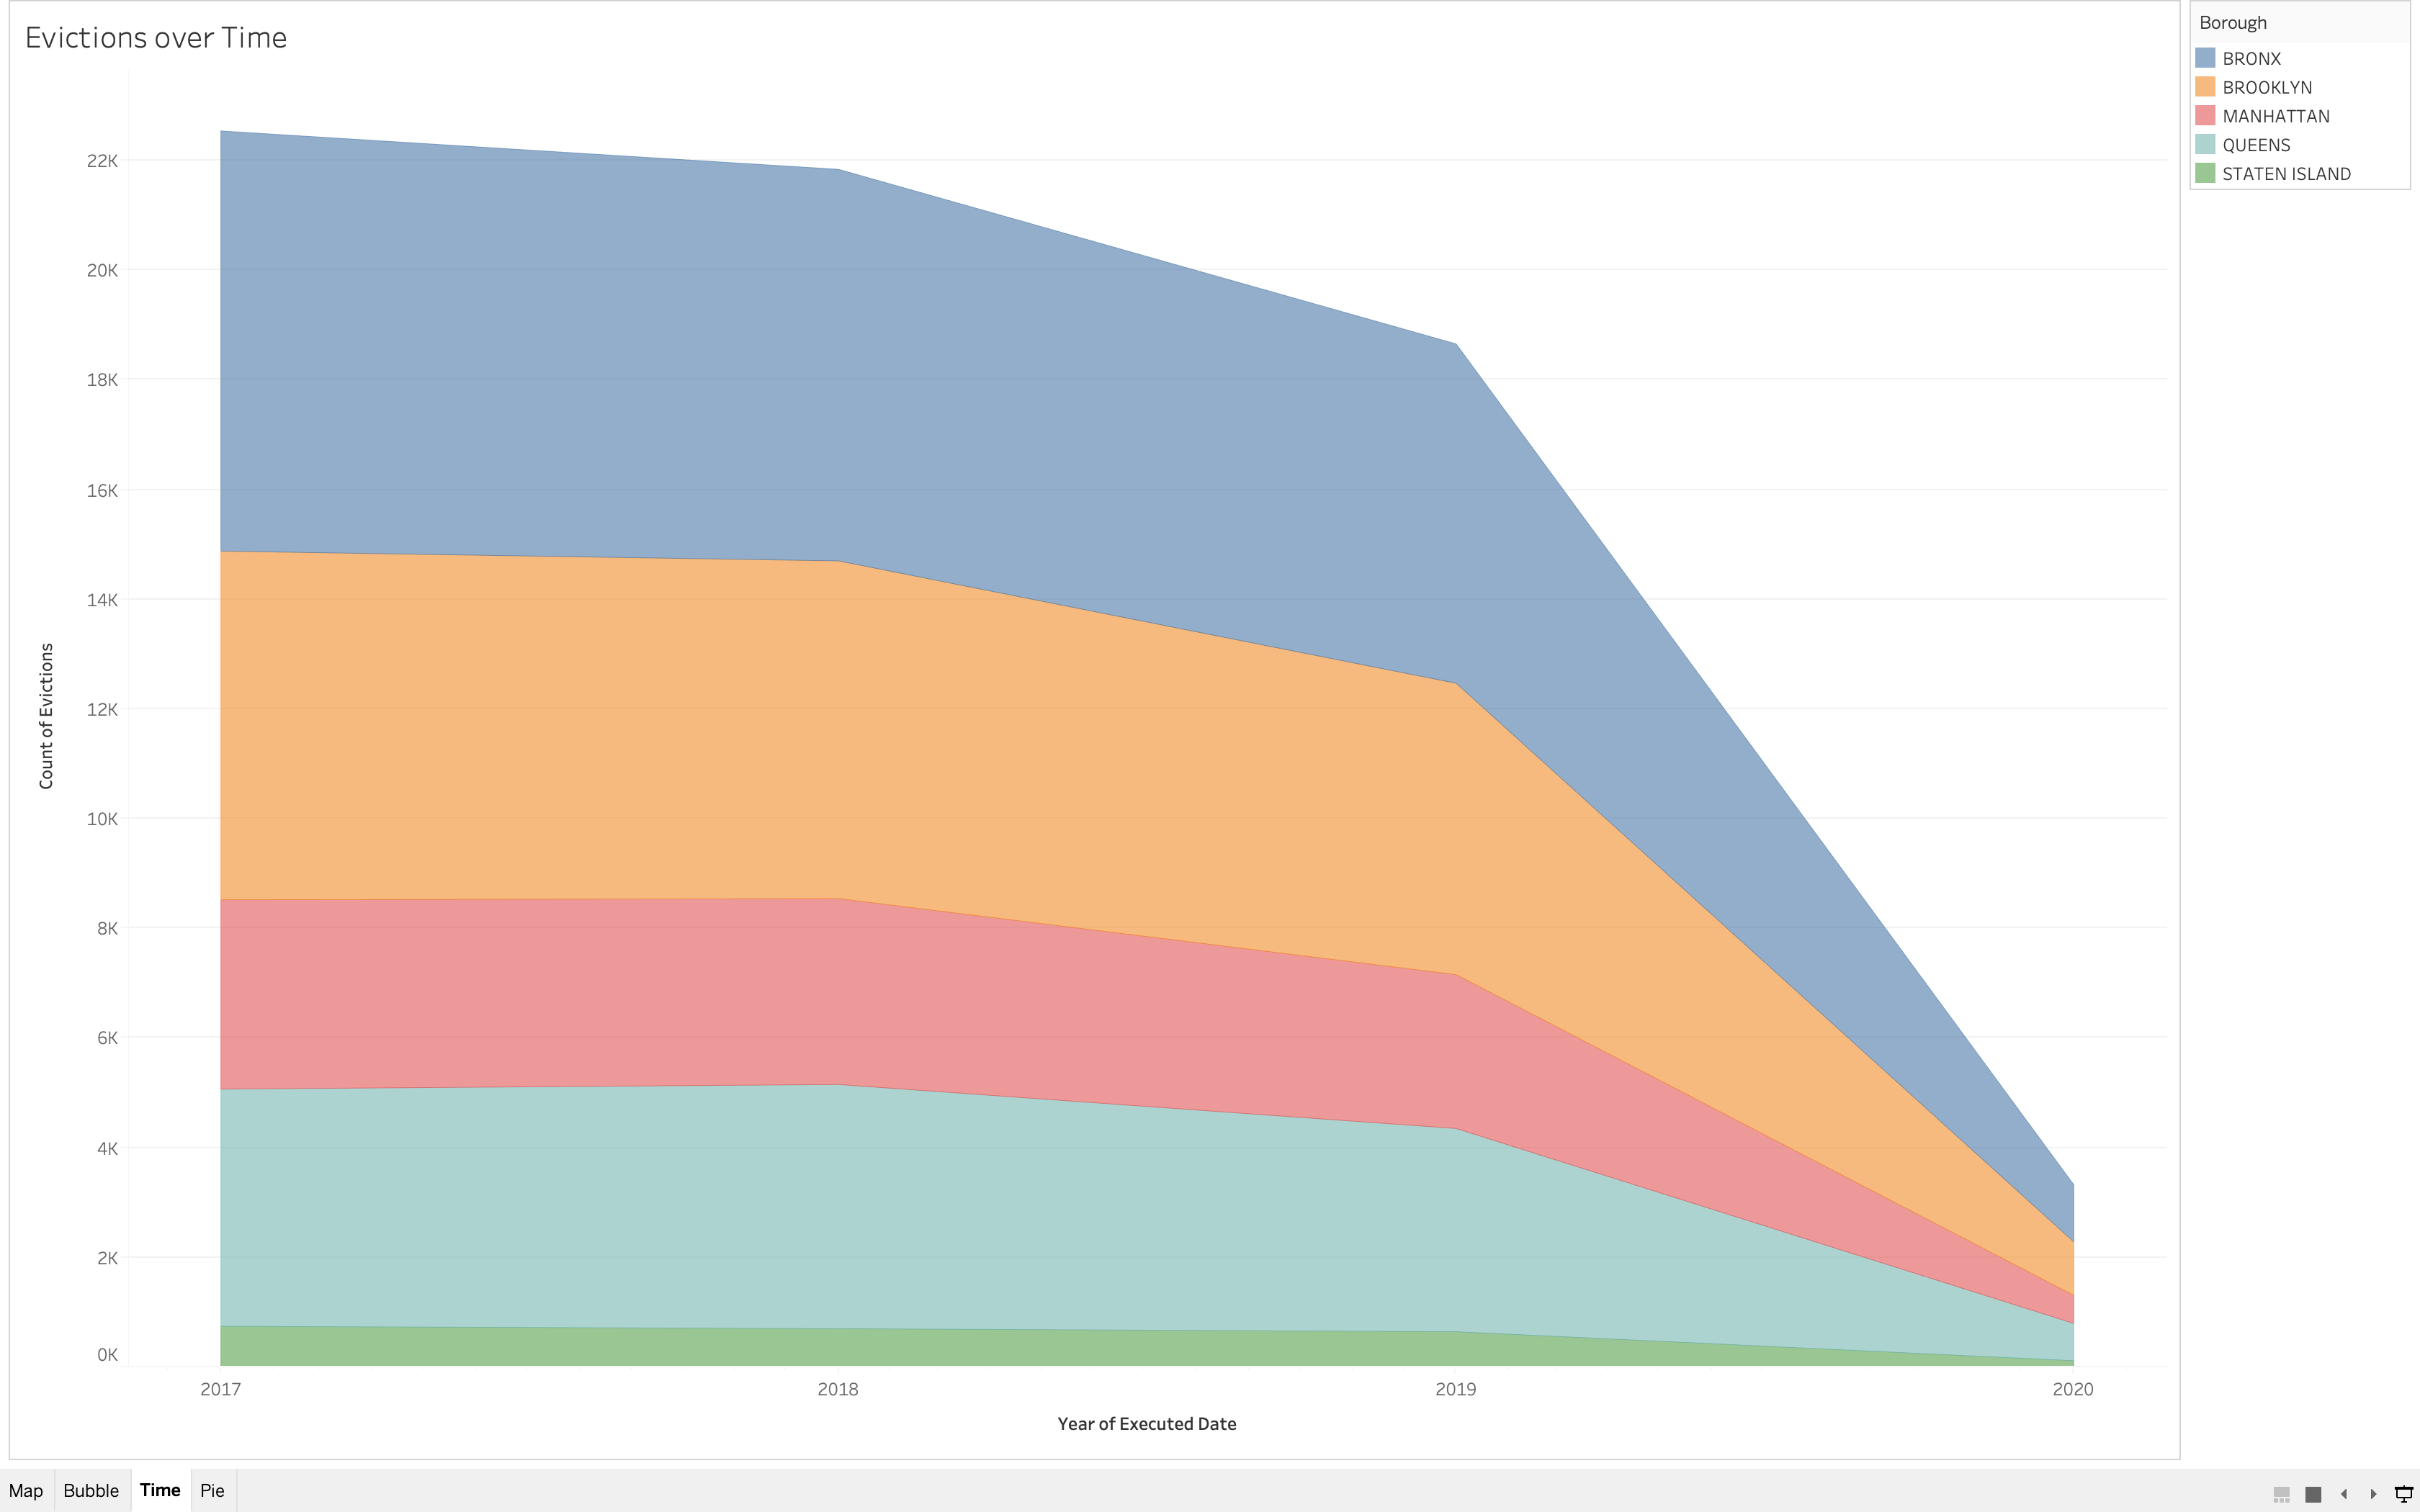 Evictions over Time
Borough
BRONX
BROOKLYN
MANHATTAN
QUEENS
STATEN ISLAND
22K
20K
18K
16K
14K
12K
10K
8K
6K
4K
2K
0K
Count of Evictions
2017 2018 2019 2020
Year of Executed Date
Map Bubble Time Pie